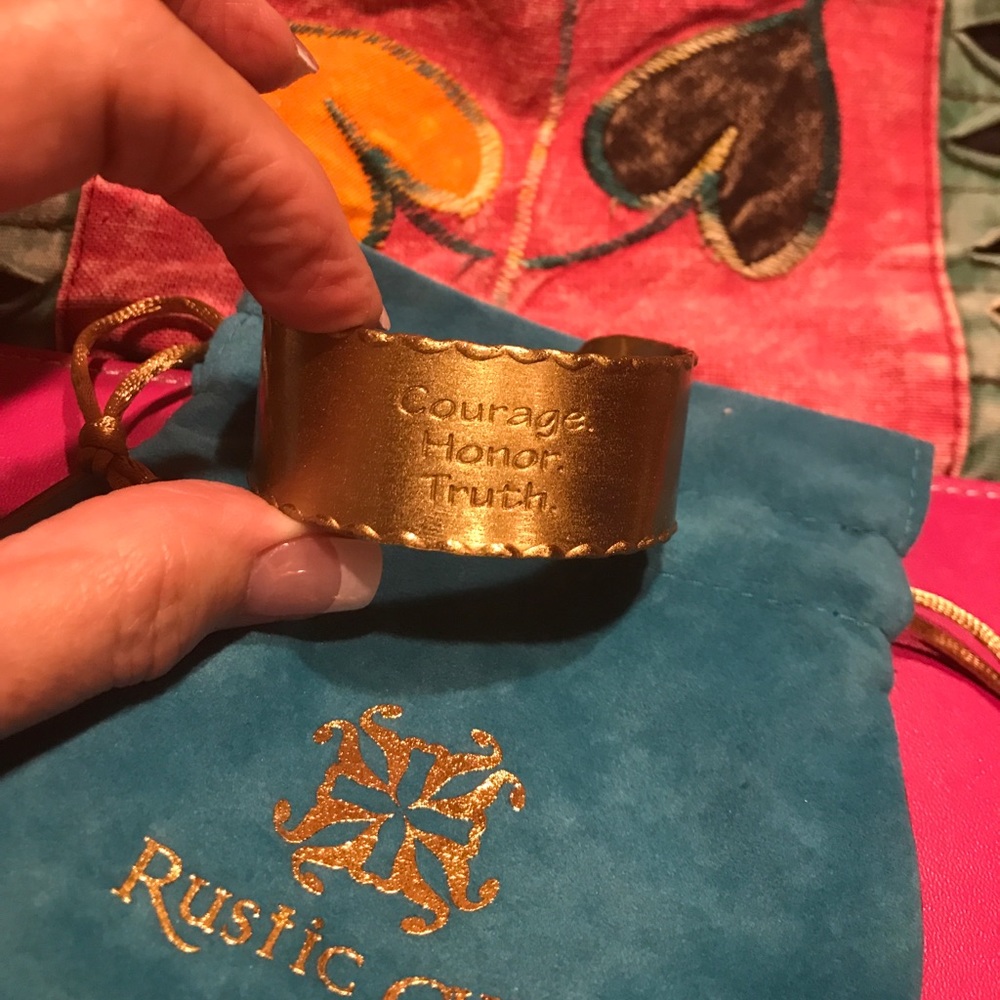 Courage.
Honor.
Truth.
Rustic